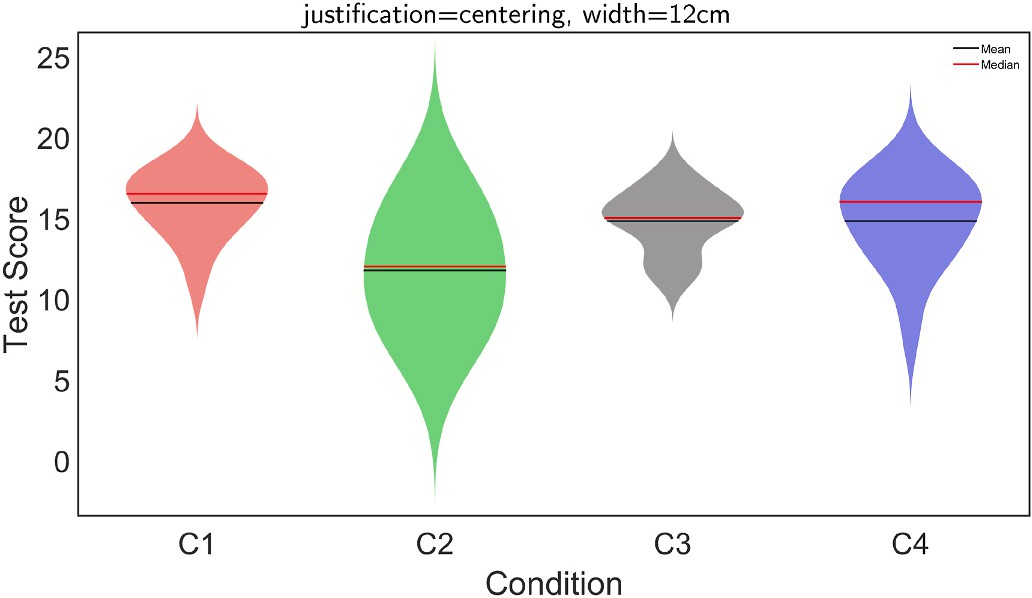 justification=centering, width=12cm
Mean
Median
25
20
15
10
5
0
Test Score
C1 C2 C3 C4
Condition